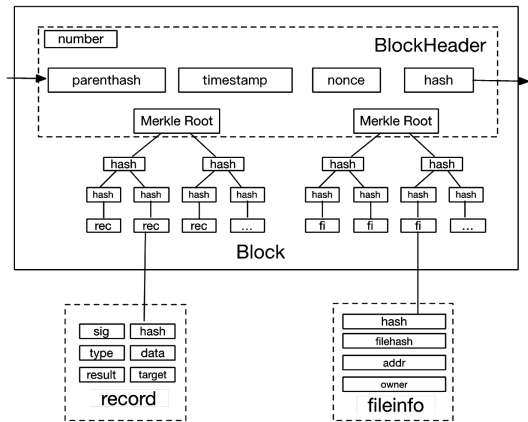 number
BlockHeader
parenthash timestamp nonce hash
Merkle Root Merkle Root
hash hash hash hash
hash hash hash hash hash hash hash hash
rec rec rec ... fi fi fi ...
Block
sig hash
type data
result target
record
hash
filehash
addr
owner
fileinfo